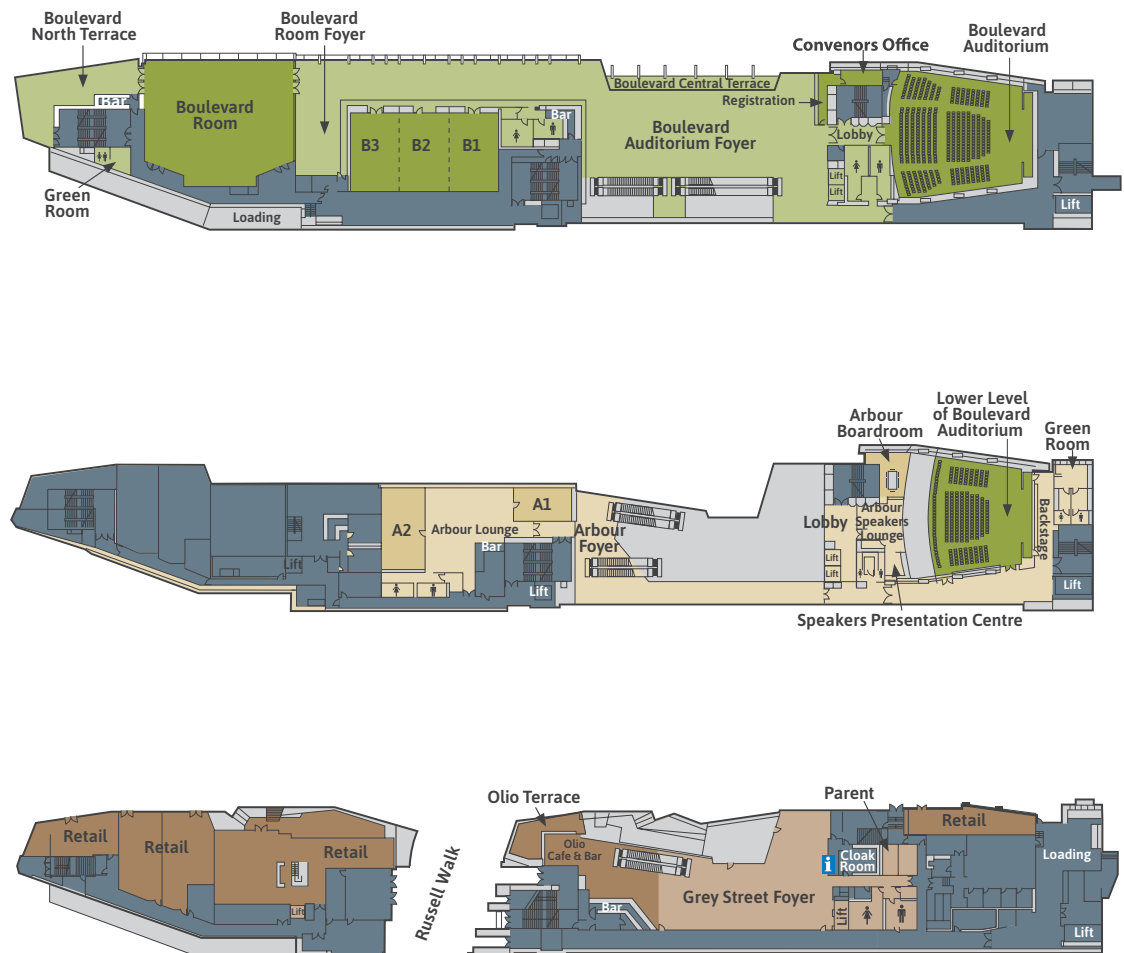 Boulevard
North Terrace
Boulevard
Room Foyer
Convenors Office
Boulevard
Auditorium
Bar
Boulevard
Room
Boulevard Central Terrace
Registration
Bar
Boulevard
Auditorium Foyer
Lobby
B3
B2
B1
Lift
Lift
Green
Room
Loading
Lift
Arbour
Boardroom
Lower Level
of Boulevard
Auditorium
Green
Room
A1
A2
Arbour Lounge
Arbour
Foyer
Bar
Lobby
Arbour
Speakers
Lounge
Backstage
Lift
Lift
Lift
Lift
Lift
Speakers Presentation Centre
Olio Terrace
Parent
Retail
Retail
Retail
Retail
Olio
Cafe & Bar
i
Cloak
Room
Loading
Russell Walk
Grey Street Foyer
Lift
Bar
Lift
Lift